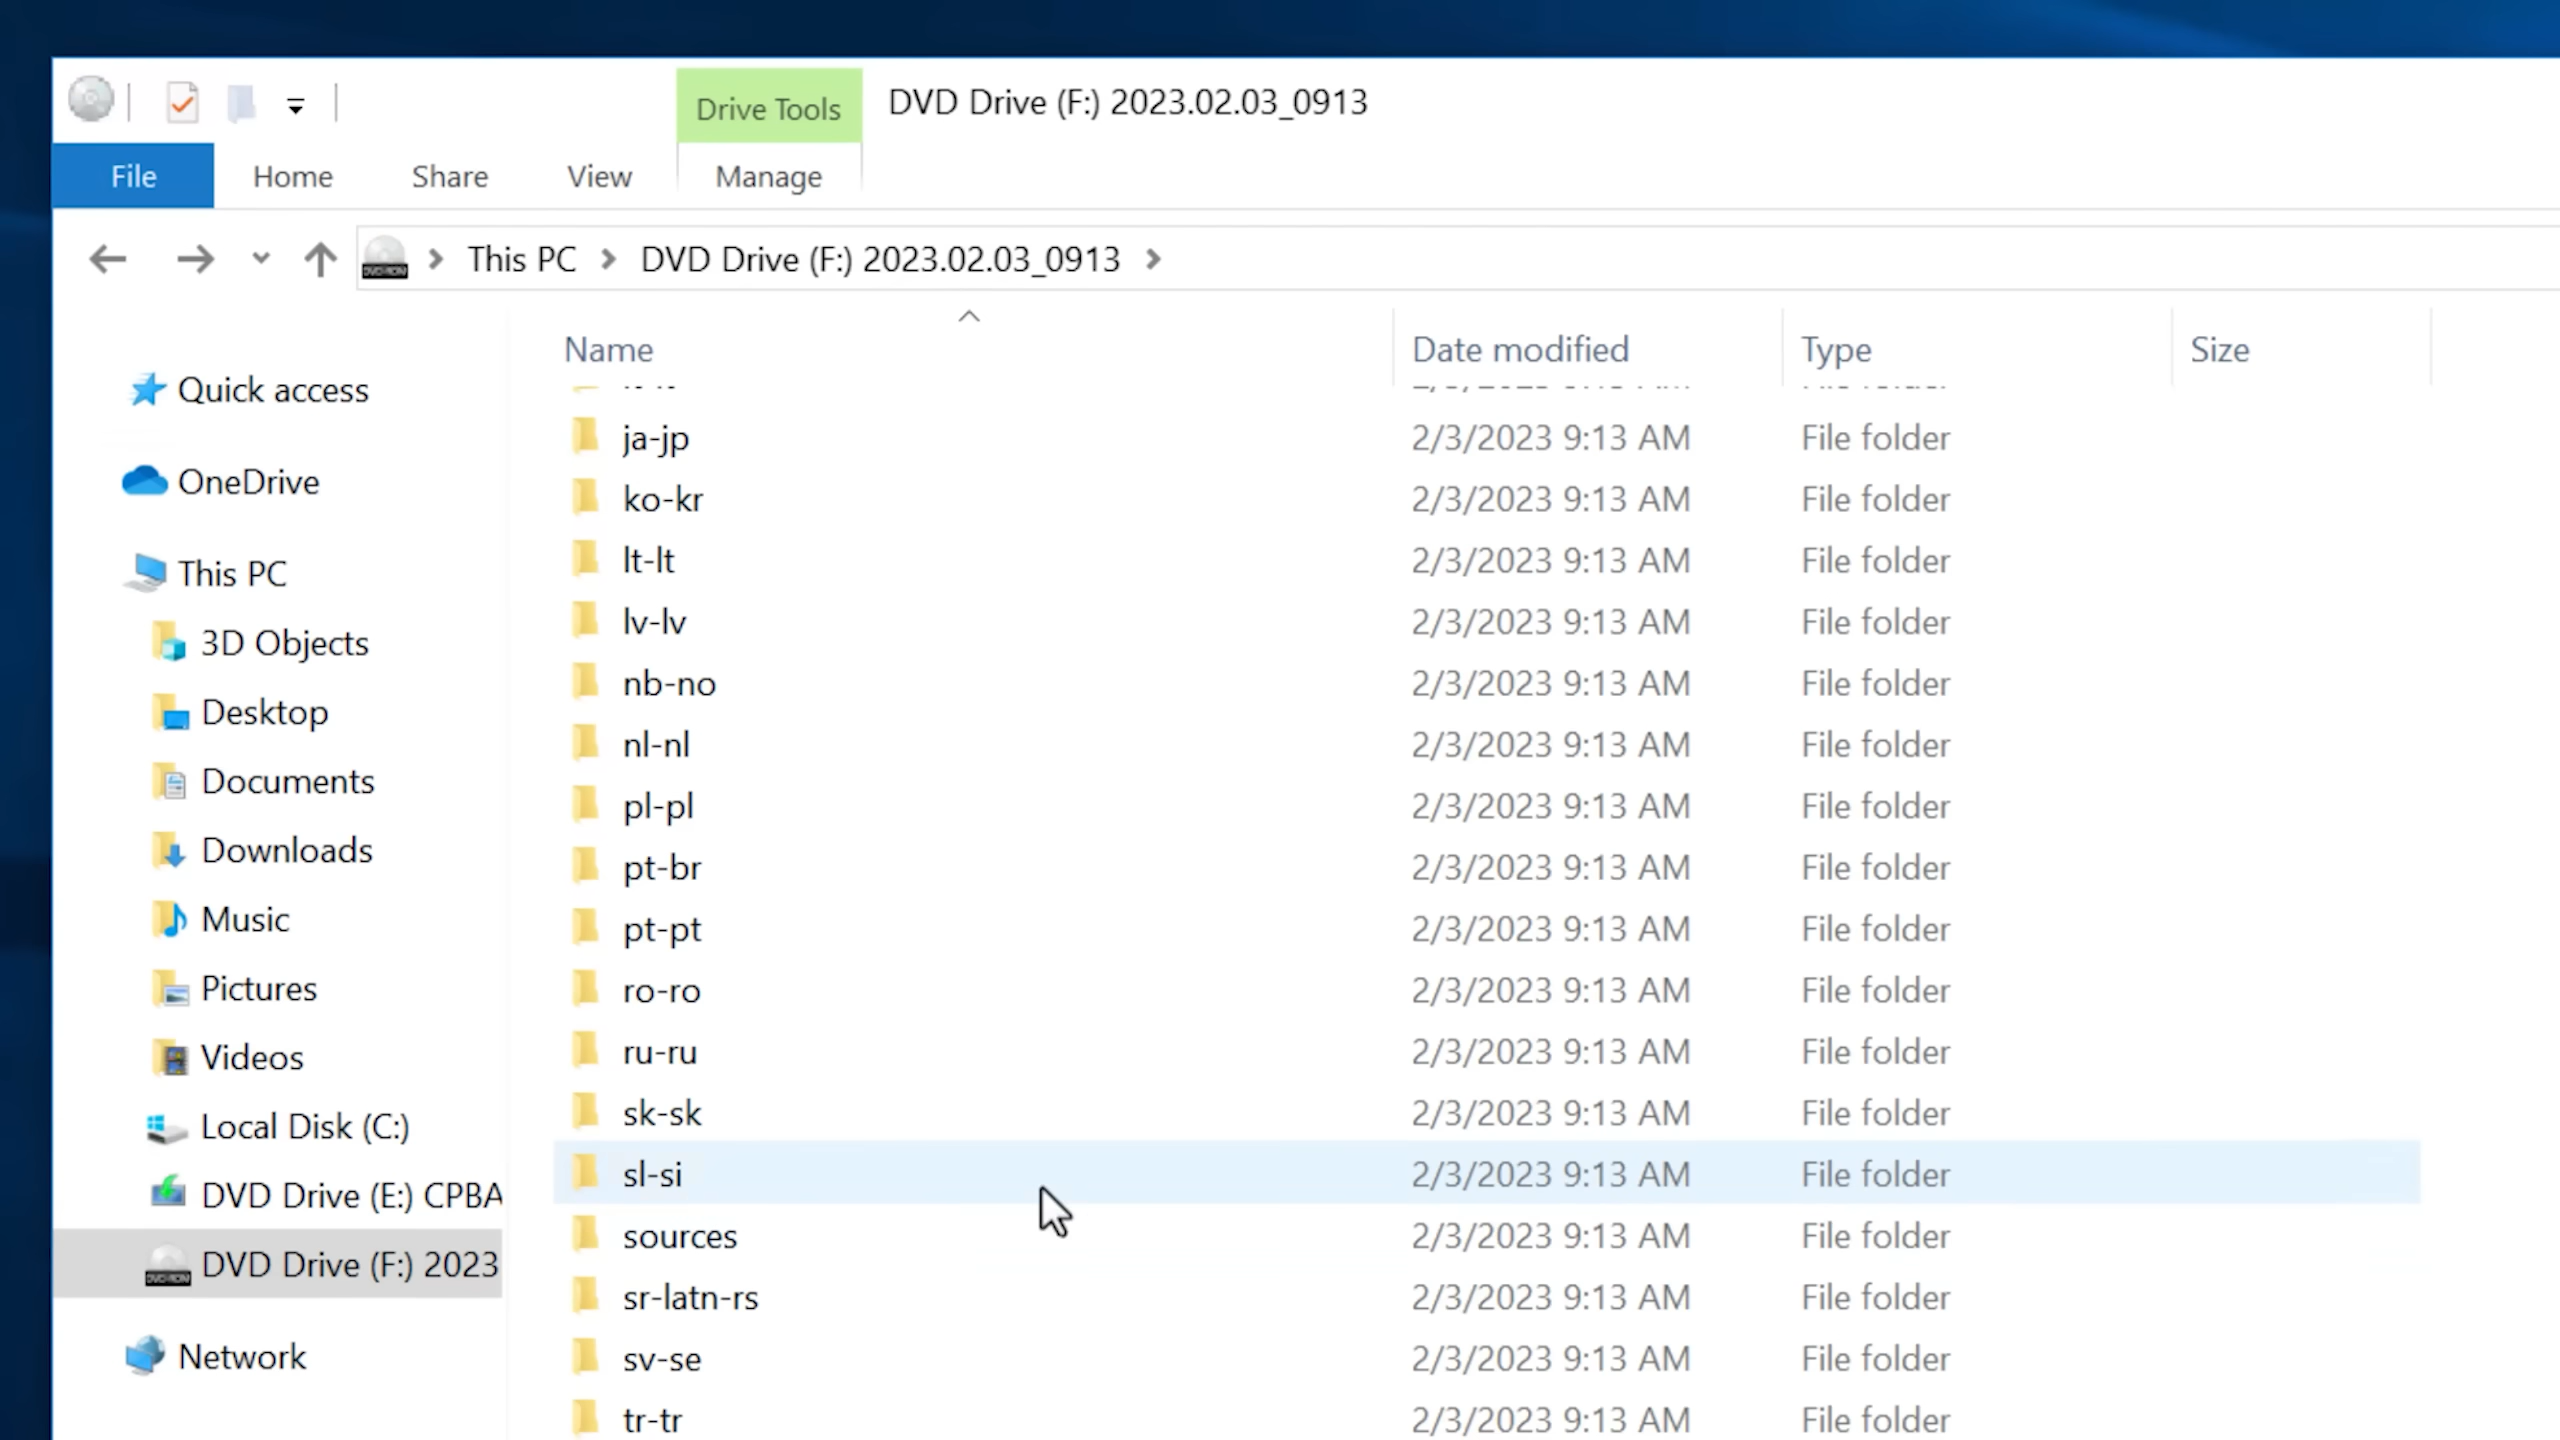 Drive Tools
DVD Drive (F:) 2023.02.03_0913
File
Home
Share
View
Manage
This PC
DVD Drive (F:) 2023.02.03_0913
Name
Date modified
Type
Size
Quick access
OneDrive
This PC
3D Objects
Desktop
Documents
Downloads
Music
Pictures
Videos
Local Disk (C:)
DVD Drive (E:) CPBA
DVD Drive (F:) 2023
Network
ja-jp 2/3/2023 9:13 AM File folder
ko-kr 2/3/2023 9:13 AM File folder
lt-lt 2/3/2023 9:13 AM File folder
lv-lv 2/3/2023 9:13 AM File folder
nb-no 2/3/2023 9:13 AM File folder
nl-nl 2/3/2023 9:13 AM File folder
pl-pl 2/3/2023 9:13 AM File folder
pt-br 2/3/2023 9:13 AM File folder
pt-pt 2/3/2023 9:13 AM File folder
ro-ro 2/3/2023 9:13 AM File folder
ru-ru 2/3/2023 9:13 AM File folder
sk-sk 2/3/2023 9:13 AM File folder
sl-si 2/3/2023 9:13 AM File folder
sources 2/3/2023 9:13 AM File folder
sr-latn-rs 2/3/2023 9:13 AM File folder
sv-se 2/3/2023 9:13 AM File folder
tr-tr 2/3/2023 9:13 AM File folder